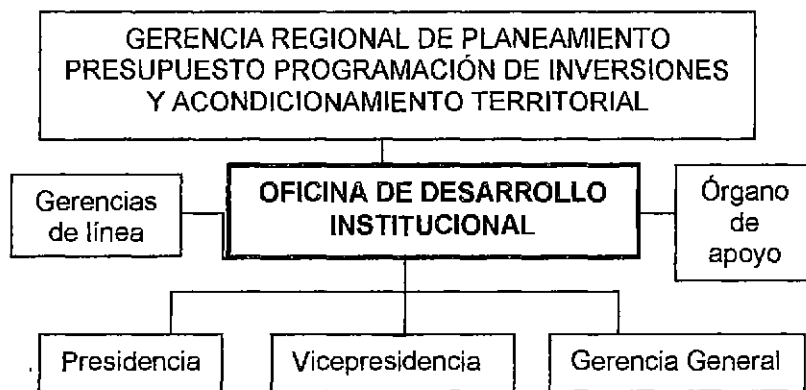 GERENCIA REGIONAL DE PLANEAMIENTO
PRESUPUESTO PROGRAMACIÓN DE INVERSIONES
Y ACONDICIONAMIENTO TERRITORIAL
Gerencias
de línea
OFICINA DE DESARROLLO
INSTITUCIONAL
Órgano
de
apoyo
Presidencia
Vicepresidencia
Gerencia General